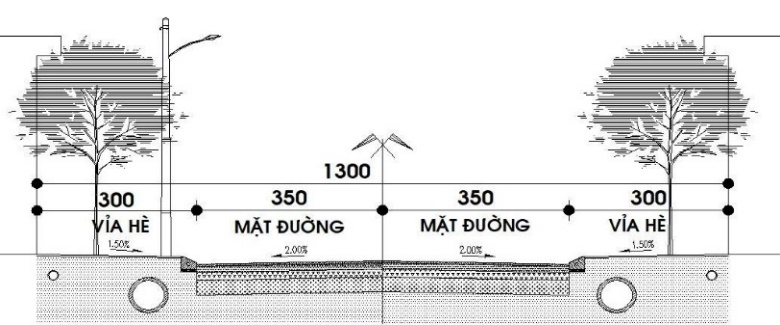 1300
300 350 350 300
VỈA HÈ MẶT ĐƯỜNG MẶT ĐƯỜNG VỈA HÈ
1.50% 2.00% 2.00% 1.50%